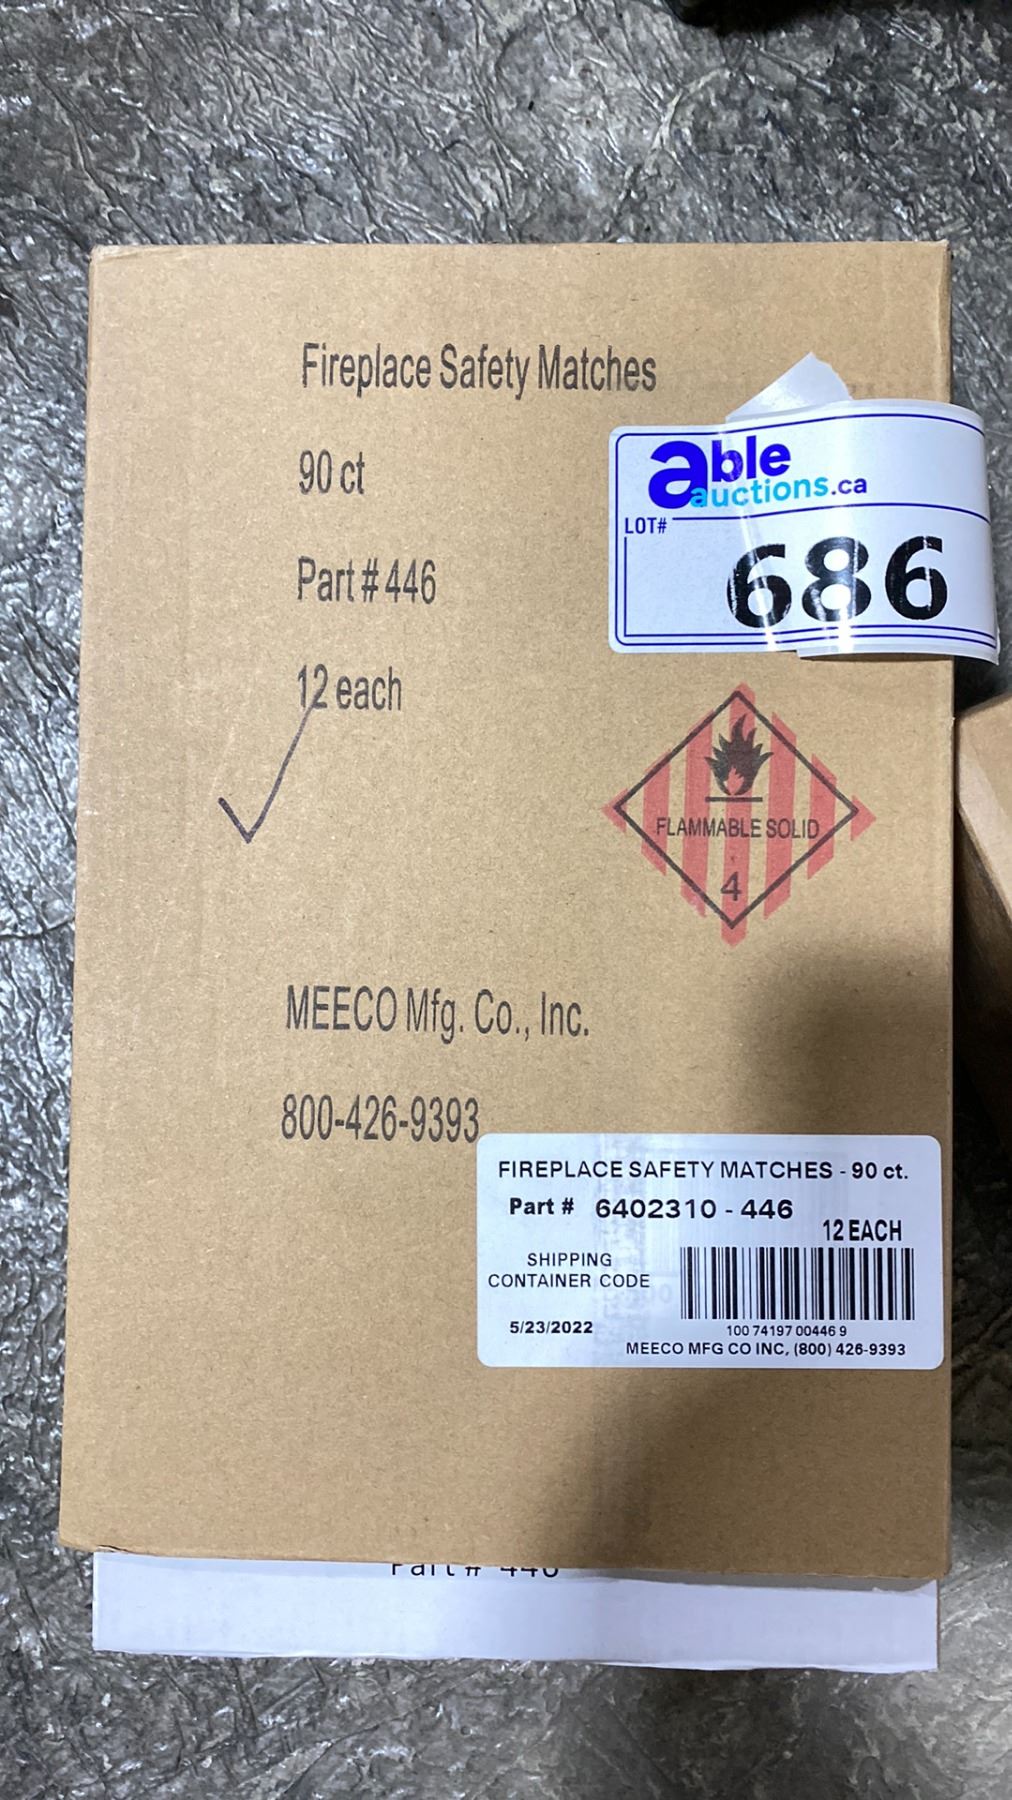 Fireplace Safety Matches
90 ct
Part # 446
12 each
able
auctions.ca
LOT#
686
FLAMMABLE SOLID
4
MEECO Mfg. Co., Inc.
800-426-9393
FIREPLACE SAFETY MATCHES - 90 ct.
Part # 6402310 - 446
12 EACH
SHIPPING
CONTAINER CODE
5/23/2022
100 74197 00446 9
MEECO MFG CO INC, (800) 426-9393
Part # 446